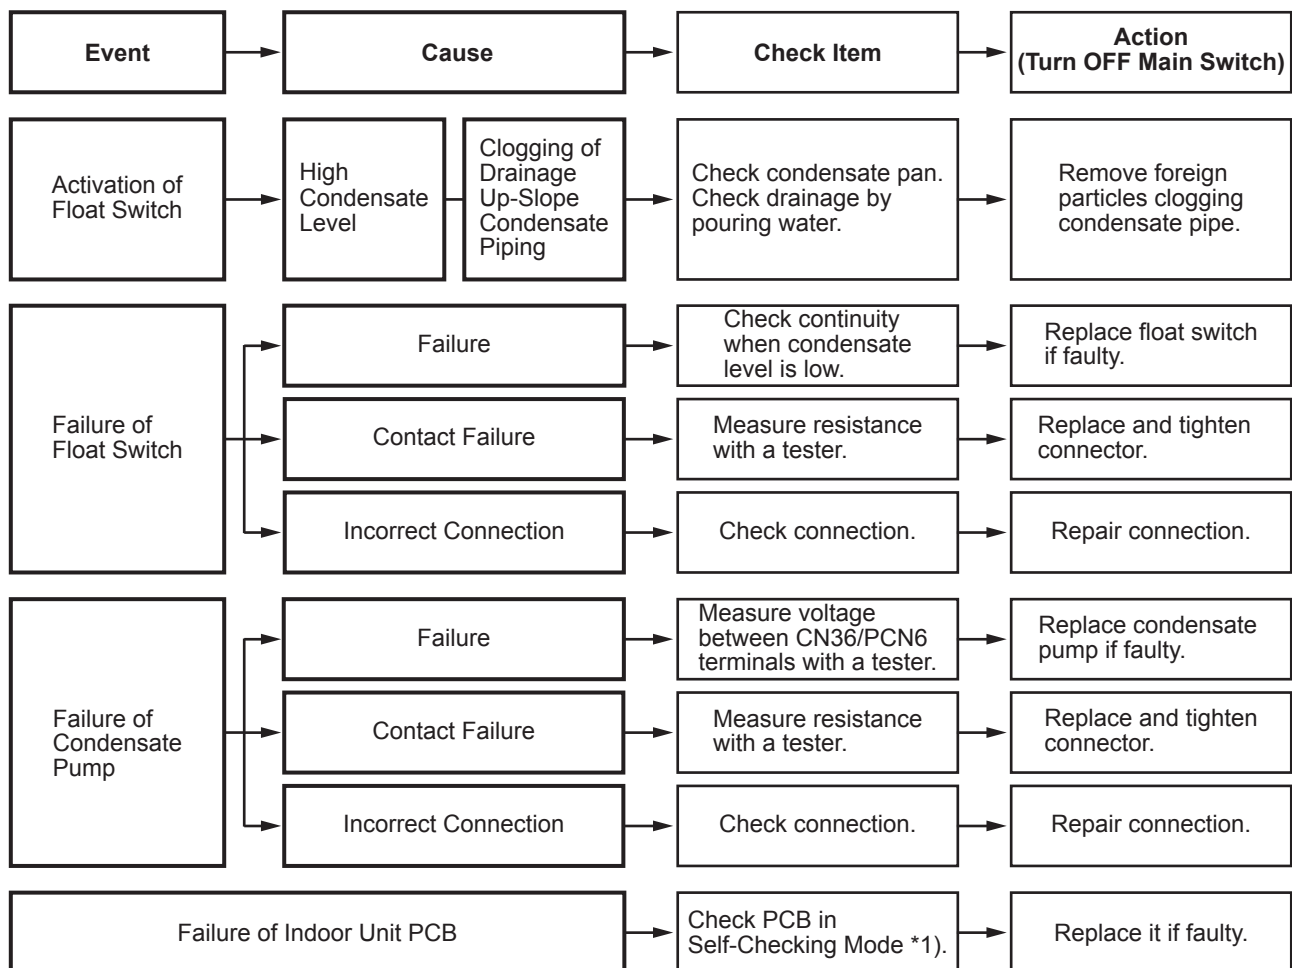 Event
Cause
Check Item
Action
(Turn OFF Main Switch)
Activation of
Float Switch
High
Condensate
Level
Clogging of
Drainage
Up-Slope
Condensate
Piping
Check condensate pan.
Check drainage by
pouring water.
Remove foreign
particles clogging
condensate pipe.
Failure of
Float Switch
Failure
Check continuity
when condensate
level is low.
Replace float switch
if faulty.
Contact Failure
Measure resistance
with a tester.
Replace and tighten
connector.
Incorrect Connection
Check connection.
Repair connection.
Failure of
Condensate
Pump
Failure
Measure voltage
between CN36/PCN6
terminals with a tester.
Replace condensate
pump if faulty.
Contact Failure
Measure resistance
with a tester.
Replace and tighten
connector.
Incorrect Connection
Check connection.
Repair connection.
Failure of Indoor Unit PCB
Check PCB in
Self-Checking Mode *1).
Replace it if faulty.